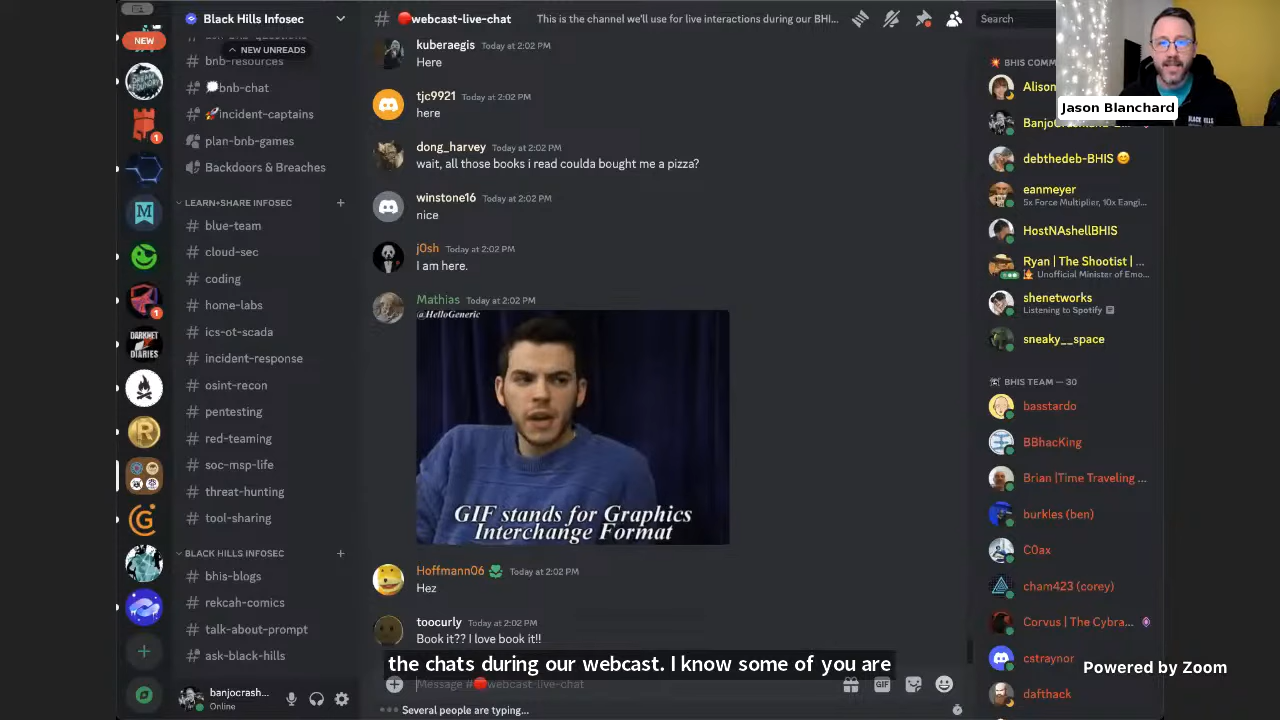 Black Hills Infosec
webcast-live-chat
This is the channel we'll use for live interactions during our BHI...
Search
NEW
NEW UNREADS
bnb-resources
bnb-chat
incident-captains
plan-bnb-games
Backdoors & Breaches
LEARN+SHARE INFOSEC
blue-team
cloud-sec
coding
home-labs
ics-ot-scada
incident-response
osint-recon
pentesting
red-teaming
soc-msp-life
threat-hunting
tool-sharing
BLACK HILLS INFOSEC
bhis-blogs
rekcah-comics
talk-about-prompt
ask-black-hills
banjocrash...
Online
1
M
1
DARKNET
DIARIES
R
G
kuberaegis Today at 2:02 PM
Here
tjc9921 Today at 2:02 PM
here
dong_harvey Today at 2:02 PM
wait, all those books i read coulda bought me a pizza?
winstone16 Today at 2:02 PM
nice
j0sh Today at 2:02 PM
I am here.
Mathias Today at 2:02 PM
@HelloGeneric
GIF stands for Graphics
Interchange Format
Hoffmann06 Today at 2:02 PM
Hez
toocurly Today at 2:02 PM
Book it?? I love book it!!
the chats during our webcast. I know some of you are
Message #webcast-live-chat
GIF
Several people are typing...
Jason Blanchard
BLACK HILLS
BHIS COMM
Alison
debthedeb-BHIS
eanmeyer
5x Force Multiplier, 10x Eangi...
HostNAshellBHIS
Ryan | The Shootist | ...
Unofficial Minister of Emo...
shenetworks
Listening to Spotify
sneaky__space
BHIS TEAM — 30
basstardo
BBhacKing
Brian |Time Traveling ...
burkles (ben)
C0ax
cham423 (corey)
Corvus | The Cybra...
cstraynor
dafthack
Powered by Zoom